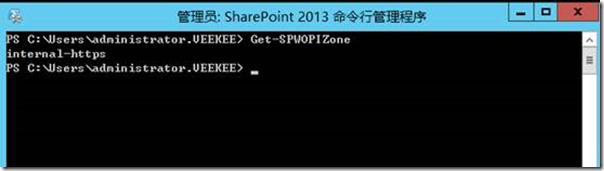 管理员: SharePoint 2013 命令行管理程序
PS C:\Users\administrator.VEEKEE> Get-SPWOPIZone
internal-https
PS C:\Users\administrator.VEEKEE>